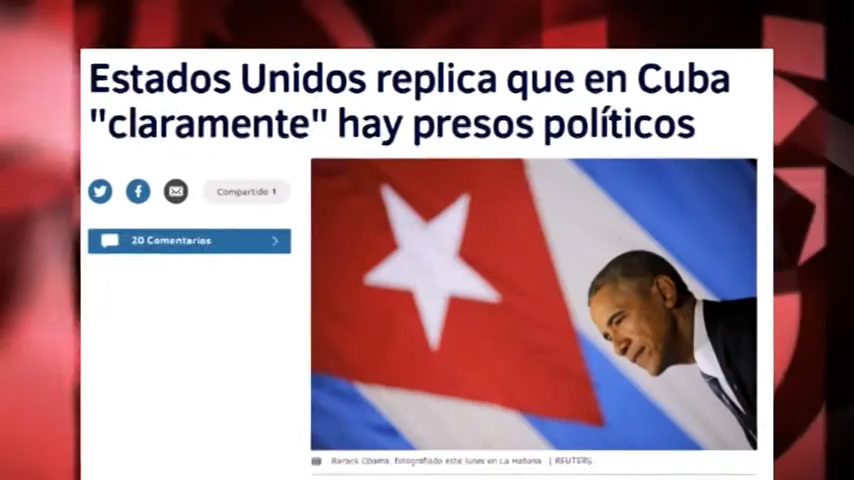 Estados Unidos replica que en Cuba
"claramente" hay presos políticos
Compartido 1
20 Comentarios
Barack Obama, fotografiado este lunes en La Habana. | REUTERS